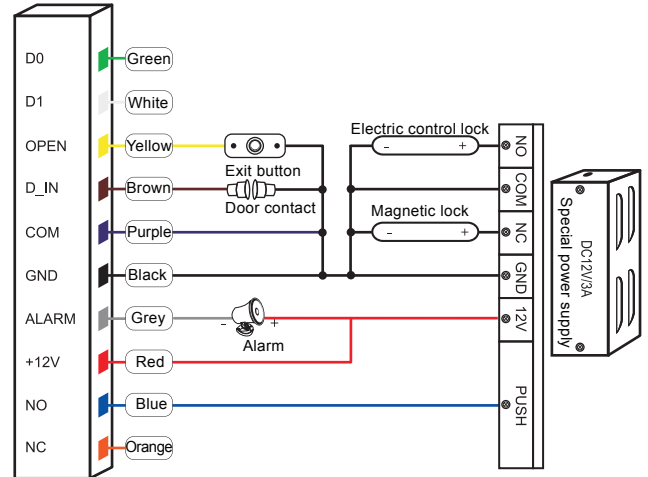 D0
Green
D1
White
OPEN
Yellow
Exit button
D_IN
Brown
Door contact
COM
Purple
GND
Black
ALARM
Grey
- +
Alarm
+12V
Red
NO
Blue
NC
Orange
Electric control lock
- +
Magnetic lock
- +
NO
COM
NC
GND
12V
PUSH
DC12V/3A
Special power supply